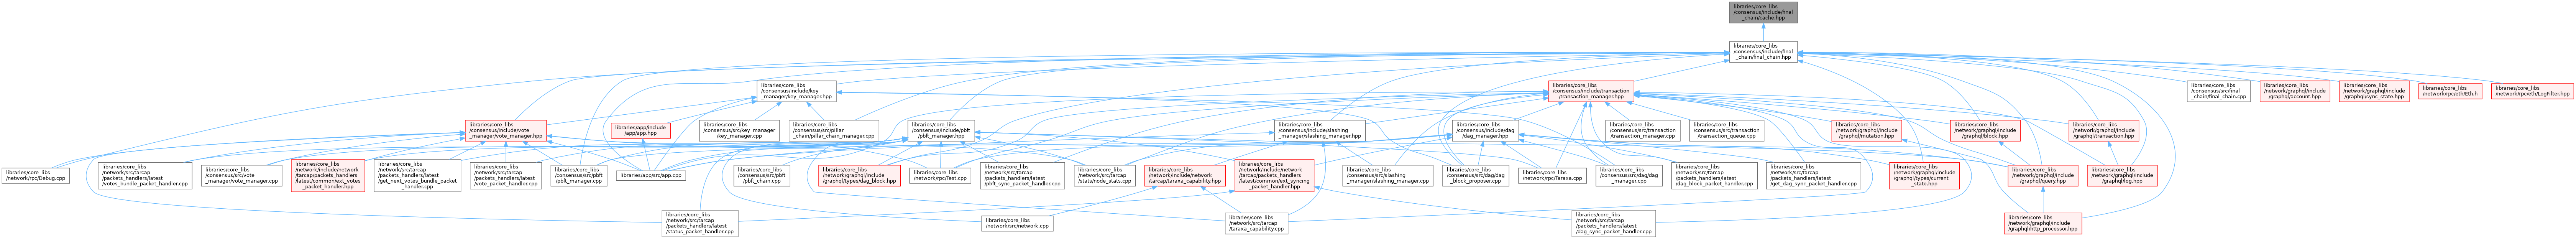 libraries/core_libs
/consensus/include/final
_chain/cache.hpp
libraries/core_libs
/consensus/include/final
_chain/final_chain.hpp
libraries/core_libs
/consensus/include/key
_manager/key_manager.hpp
libraries/core_libs
/consensus/include/transaction
/transaction_manager.hpp
libraries/core_libs
/consensus/src/final
_chain/final_chain.cpp
libraries/core_libs
/network/graphql/include
/graphql/account.hpp
libraries/core_libs
/network/graphql/include
/graphql/sync_state.hpp
libraries/core_libs
/network/rpc/eth/Eth.h
libraries/core_libs
/network/rpc/eth/LogFilter.hpp
libraries/core_libs
/consensus/include/vote
_manager/vote_manager.hpp
libraries/app/include
/app/app.hpp
libraries/core_libs
/consensus/src/key_manager
/key_manager.cpp
libraries/core_libs
/consensus/src/pillar
_chain/pillar_chain_manager.cpp
libraries/core_libs
/consensus/include/pbft
/pbft_manager.hpp
libraries/core_libs
/consensus/include/slashing
_manager/slashing_manager.hpp
libraries/core_libs
/consensus/include/dag
/dag_manager.hpp
libraries/core_libs
/consensus/src/transaction
/transaction_manager.cpp
libraries/core_libs
/consensus/src/transaction
/transaction_queue.cpp
libraries/core_libs
/network/graphql/include
/graphql/mutation.hpp
libraries/core_libs
/network/graphql/include
/graphql/block.hpp
libraries/core_libs
/network/graphql/include
/graphql/transaction.hpp
libraries/core_libs
/network/rpc/Debug.cpp
libraries/core_libs
/network/src/tarcap
/packets_handlers/latest
/votes_bundle_packet_handler.cpp
libraries/core_libs
/consensus/src/vote
_manager/vote_manager.cpp
libraries/core_libs
/network/include/network
/tarcap/packets_handlers
/latest/common/ext_votes
_packet_handler.hpp
libraries/core_libs
/network/src/tarcap
/packets_handlers/latest
/get_next_votes_bundle_packet
_handler.cpp
libraries/core_libs
/network/src/tarcap
/packets_handlers/latest
/vote_packet_handler.cpp
libraries/core_libs
/consensus/src/pbft
/pbft_manager.cpp
libraries/app/src/app.cpp
libraries/core_libs
/consensus/src/pbft
/pbft_chain.cpp
libraries/core_libs
/network/graphql/include
/graphql/types/dag_block.hpp
libraries/core_libs
/network/rpc/Test.cpp
libraries/core_libs
/network/src/tarcap
/packets_handlers/latest
/pbft_sync_packet_handler.cpp
libraries/core_libs
/network/src/tarcap
/stats/node_stats.cpp
libraries/core_libs
/network/include/network
/tarcap/taraxa_capability.hpp
libraries/core_libs
/network/include/network
/tarcap/packets_handlers
/latest/common/ext_syncing
_packet_handler.hpp
libraries/core_libs
/consensus/src/slashing
_manager/slashing_manager.cpp
libraries/core_libs
/consensus/src/dag/dag
_block_proposer.cpp
libraries/core_libs
/network/rpc/Taraxa.cpp
libraries/core_libs
/consensus/src/dag/dag
_manager.cpp
libraries/core_libs
/network/src/tarcap
/packets_handlers/latest
/dag_block_packet_handler.cpp
libraries/core_libs
/network/src/tarcap
/packets_handlers/latest
/get_dag_sync_packet_handler.cpp
libraries/core_libs
/network/graphql/include
/graphql/types/current
_state.hpp
libraries/core_libs
/network/graphql/include
/graphql/query.hpp
libraries/core_libs
/network/graphql/include
/graphql/log.hpp
libraries/core_libs
/network/src/tarcap
/packets_handlers/latest
/status_packet_handler.cpp
libraries/core_libs
/network/src/network.cpp
libraries/core_libs
/network/src/tarcap
/taraxa_capability.cpp
libraries/core_libs
/network/src/tarcap
/packets_handlers/latest
/dag_sync_packet_handler.cpp
libraries/core_libs
/network/graphql/include
/graphql/http_processor.hpp